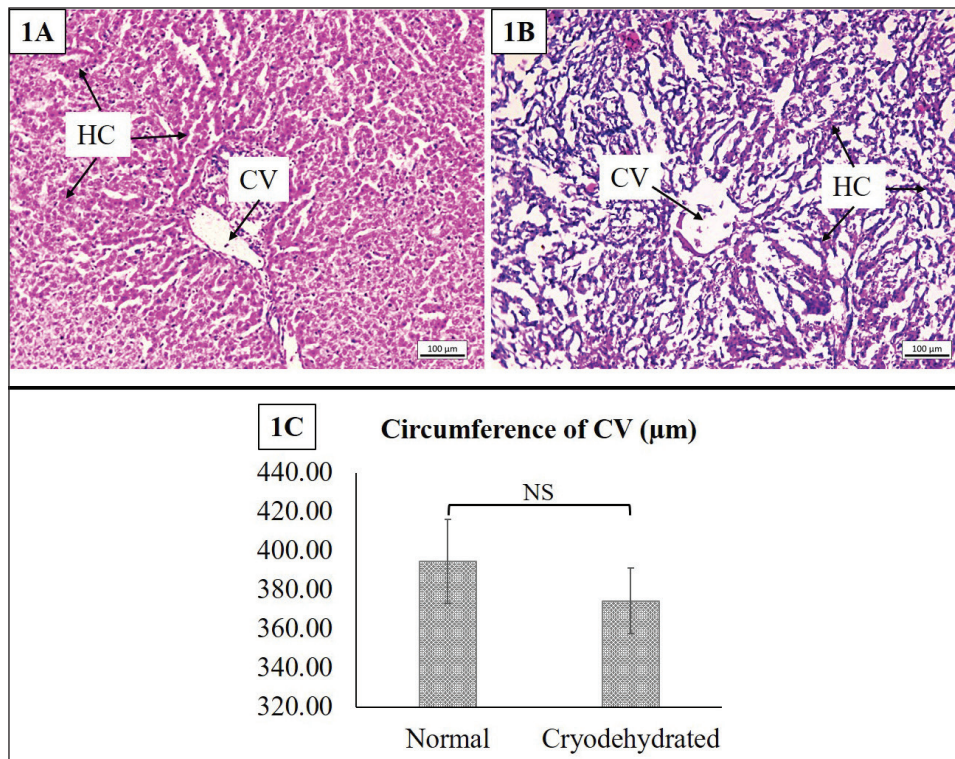 1A
HC
CV
100 µm
1B
CV
HC
100 µm
1C Circumference of CV (µm)
440.00
420.00
400.00
380.00
360.00
340.00
320.00
NS
Normal Cryodehydrated